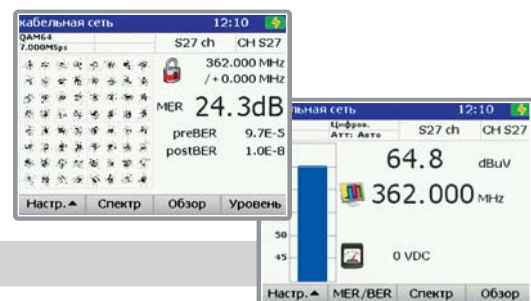 кабельная сеть 12:10
QAM64
7.000MSps
S27 ch CH S27
362.000 MHz
/+0.000 MHz
MER 24.3dB
preBER 9.7E-5
postBER 1.0E-8
Настр.▲ Спектр Обзор Уровень
льная сеть 12:10
Цифров.
Атт: Авто
S27 ch CH S27
64.8 dBuV
362.000 MHz
50
45
0 VDC
Настр.▲ MER/BER Спектр Обзор